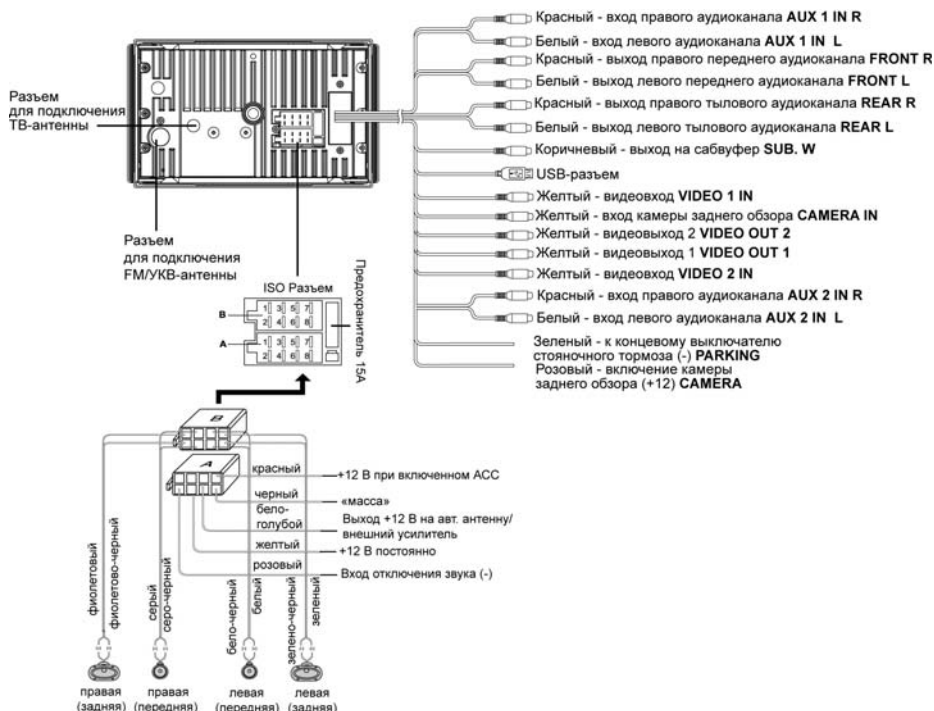 Красный - вход правого аудиоканала AUX 1 IN R
Белый - вход левого аудиоканала AUX 1 IN L
Красный - выход правого переднего аудиоканала FRONT R
Белый - выход левого переднего аудиоканала FRONT L
Красный - выход правого тылового аудиоканала REAR R
Белый - выход левого тылового аудиоканала REAR L
Коричневый - выход на сабвуфер SUB. W
USB-разъем
Желтый - видеовход VIDEO 1 IN
Желтый - вход камеры заднего обзора CAMERA IN
Желтый - видеовыход 2 VIDEO OUT 2
Желтый - видеовыход 1 VIDEO OUT 1
Желтый - видеовход VIDEO 2 IN
Красный - вход правого аудиоканала AUX 2 IN R
Белый - вход левого аудиоканала AUX 2 IN L
Зеленый - к концевому выключателю
стояночного тормоза (-) PARKING
Розовый - включение камеры
заднего обзора (+12) CAMERA
Разъем
для подключения
ТВ-антенны
Разъем
для подключения
FM/УКВ-антенны
ISO Разъем
Предохранитель 15А
B
1 3 5 7
2 4 6 8
A
1 3 5 7
2 4 6 8
B
A
красный
+12 В при включенном ACC
черный
«масса»
бело-
голубой
Выход +12 В на авт. антенну/
внешний усилитель
желтый
+12 В постоянно
розовый
Вход отключения звука (-)
фиолетовый
фиолетово-черный
серый
серо-черный
бело-черный
белый
зелено-черный
зеленый
правая
(задняя)
правая
(передняя)
левая
(передняя)
левая
(задняя)